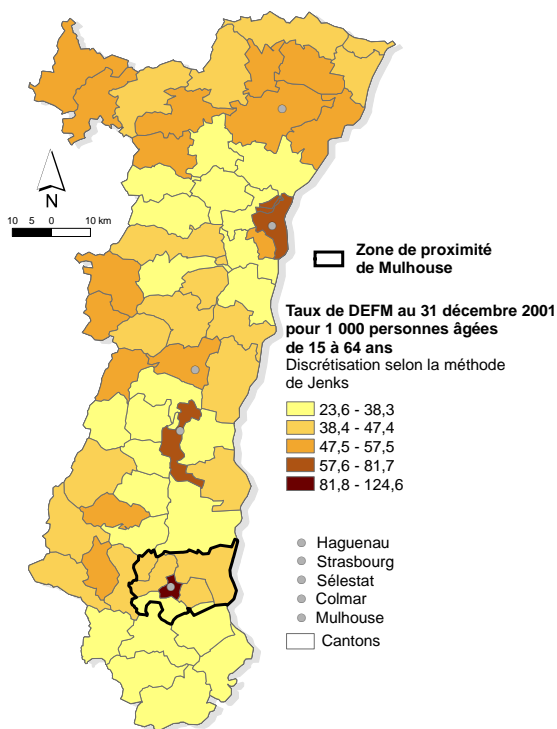 N
10 5 0 10 km
Zone de proximité
de Mulhouse
Taux de DEFM au 31 décembre 2001
pour 1 000 personnes âgées
de 15 à 64 ans
Discrétisation selon la méthode
de Jenks
23,6 - 38,3
38,4 - 47,4
47,5 - 57,5
57,6 - 81,7
81,8 - 124,6
Haguenau
Strasbourg
Sélestat
Colmar
Mulhouse
Cantons